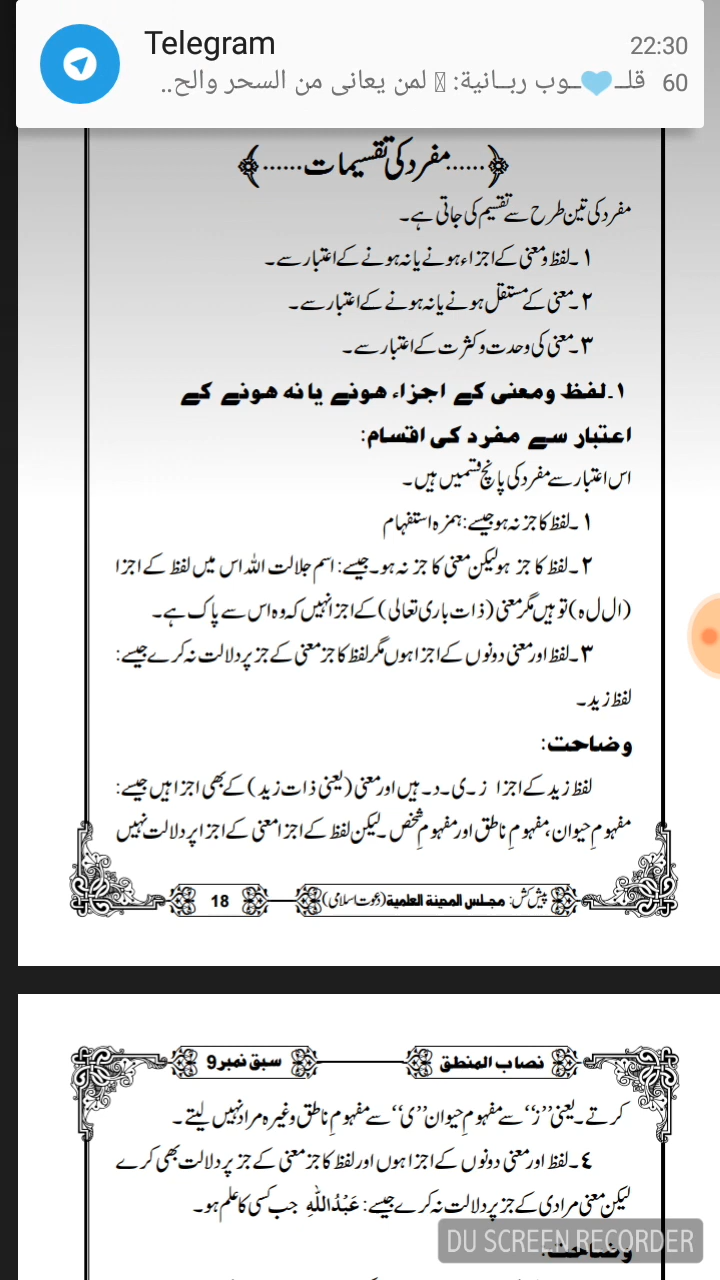 Telegram
22:30
قلــ💙ــوب ربــانية: لمن يعانى من السحر والح..
60
﴿......مفرد کی تقسیمات......﴾
مفرد کی تین طرح سے تقسیم کی جاتی ہے۔
۱۔لفظ ومعنی کے اجزاء ہونے یا نہ ہونے کے اعتبار سے۔
۲۔معنی کے مستقل ہونے یا نہ ہونے کے اعتبار سے۔
۳۔معنی کی وحدت وکثرت کے اعتبار سے۔
۱۔لفظ ومعنی کے اجزاء ہونے یا نہ ہونے کے
اعتبار سے مفرد کی اقسام:
اس اعتبار سے مفرد کی پانچ قسمیں ہیں۔
۱۔لفظ کا جز نہ ہو جیسے: ہمزہ استفہام
۲۔لفظ کا جز ہو لیکن معنی کا جز نہ ہو۔جیسے: اسم جلالت اللہ اس میں لفظ کے اجزا
(ا ل ل ہ) تو ہیں مگر معنی (ذات باری تعالی) کے اجزا نہیں کہ وہ اس سے پاک ہے۔
۳۔لفظ اور معنی دونوں کے اجزا ہوں مگر لفظ کا جز معنی کے جز پر دلالت نہ کرے جیسے:
لفظ زید۔
وضاحت:
لفظ زید کے اجزا ز۔ی۔د۔ہیں اور معنی (یعنی ذات زید) کے بھی اجزا ہیں جیسے:
مفہومِ حیوان، مفہومِ ناطق اور مفہومِ شخص۔لیکن لفظ کے اجزا معنی کے اجزا پر دلالت نہیں
پیش کش: مجلس المدینة العلمیة (دعوت اسلامی)
18
نصاب المنطق
سبق نمبر 9
کرتے۔یعنی ’’ز‘‘ سے مفہومِ حیوان ’’ی‘‘ سے مفہومِ ناطق وغیرہ مراد نہیں لیتے۔
٤۔لفظ اور معنی دونوں کے اجزا ہوں اور لفظ کا جز معنی کے جز پر دلالت بھی کرے
لیکن معنی مرادی کے جز پر دلالت نہ کرے جیسے: عَبْدُاللّٰهِ جب کسی کا علم ہو۔
وضاحت:
DU SCREEN RECORDER